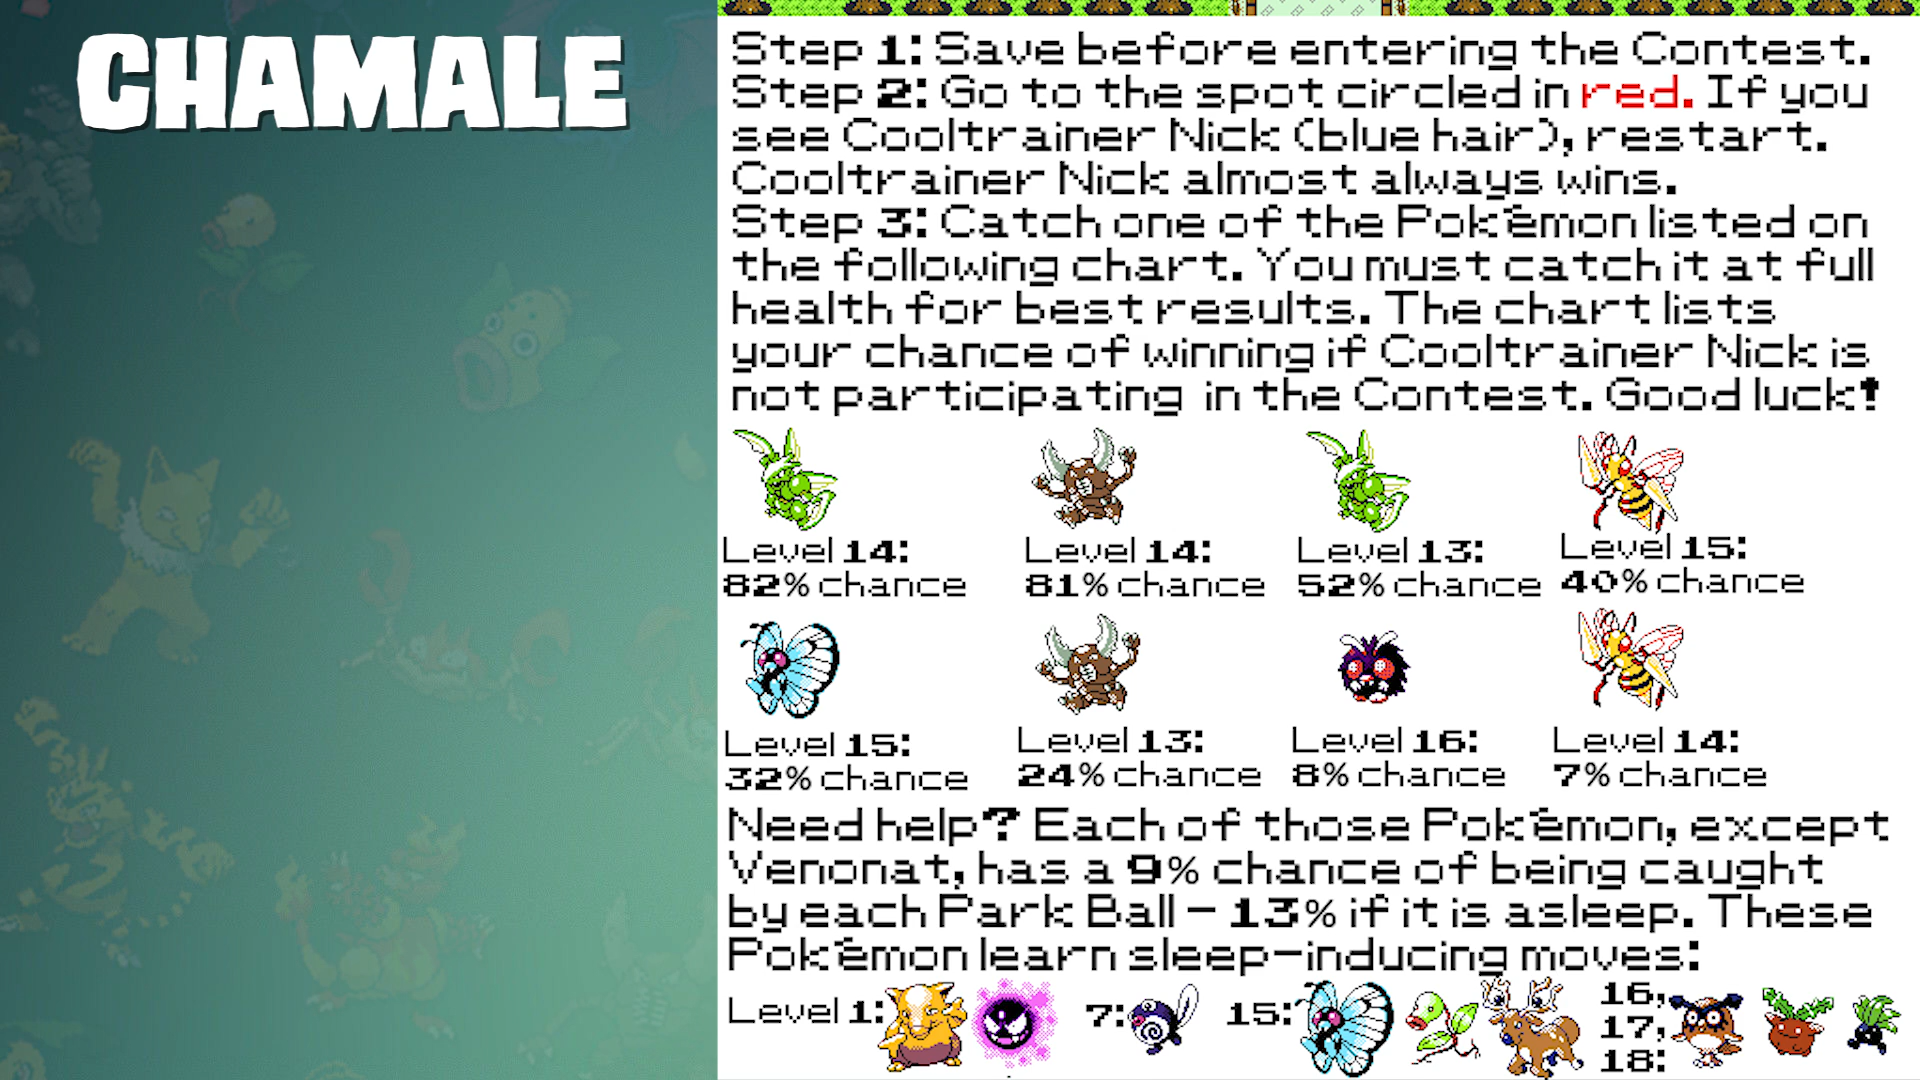 CHAMALE
Step 1: Save before entering the Contest.
Step 2: Go to the spot circled in red. If you
see Cooltrainer Nick (blue hair), restart.
Cooltrainer Nick almost always wins.
Step 3: Catch one of the Pokémon listed on
the following chart. You must catch it at full
health for best results. The chart lists
your chance of winning if Cooltrainer Nick is
not participating in the Contest. Good luck!
Level 14: Level 14: Level 13: Level 15:
82% chance 81% chance 52% chance 40% chance
Level 15: Level 13: Level 16: Level 14:
32% chance 24% chance 8% chance 7% chance
Need help? Each of those Pokémon, except
Venonat, has a 9% chance of being caught
by each Park Ball - 13% if it is asleep. These
Pokémon learn sleep-inducing moves:
Level 1: 7: 15: 16,
17,
18: